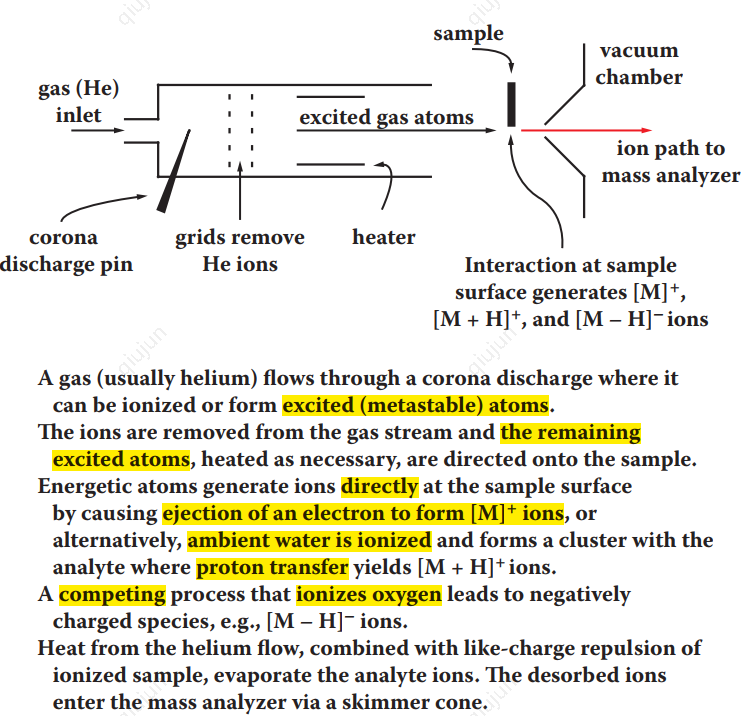 qiujun
qiujun
sample
vacuum
chamber
gas (He)
inlet
excited gas atoms
ion path to
mass analyzer
corona
discharge pin
grids remove
He ions
heater
Interaction at sample
surface generates [M]⁺,
[M + H]⁺, and [M − H]⁻ ions
qiujun
qiujun
A gas (usually helium) flows through a corona discharge where it
can be ionized or form excited (metastable) atoms.
The ions are removed from the gas stream and the remaining
excited atoms, heated as necessary, are directed onto the sample.
Energetic atoms generate ions directly at the sample surface
by causing ejection of an electron to form [M]⁺ ions, or
alternatively, ambient water is ionized and forms a cluster with the
analyte where proton transfer yields [M + H]⁺ ions.
A competing process that ionizes oxygen leads to negatively
charged species, e.g., [M − H]⁻ ions.
Heat from the helium flow, combined with like-charge repulsion of
ionized sample, evaporate the analyte ions. The desorbed ions
enter the mass analyzer via a skimmer cone.
qiujun
qiujun